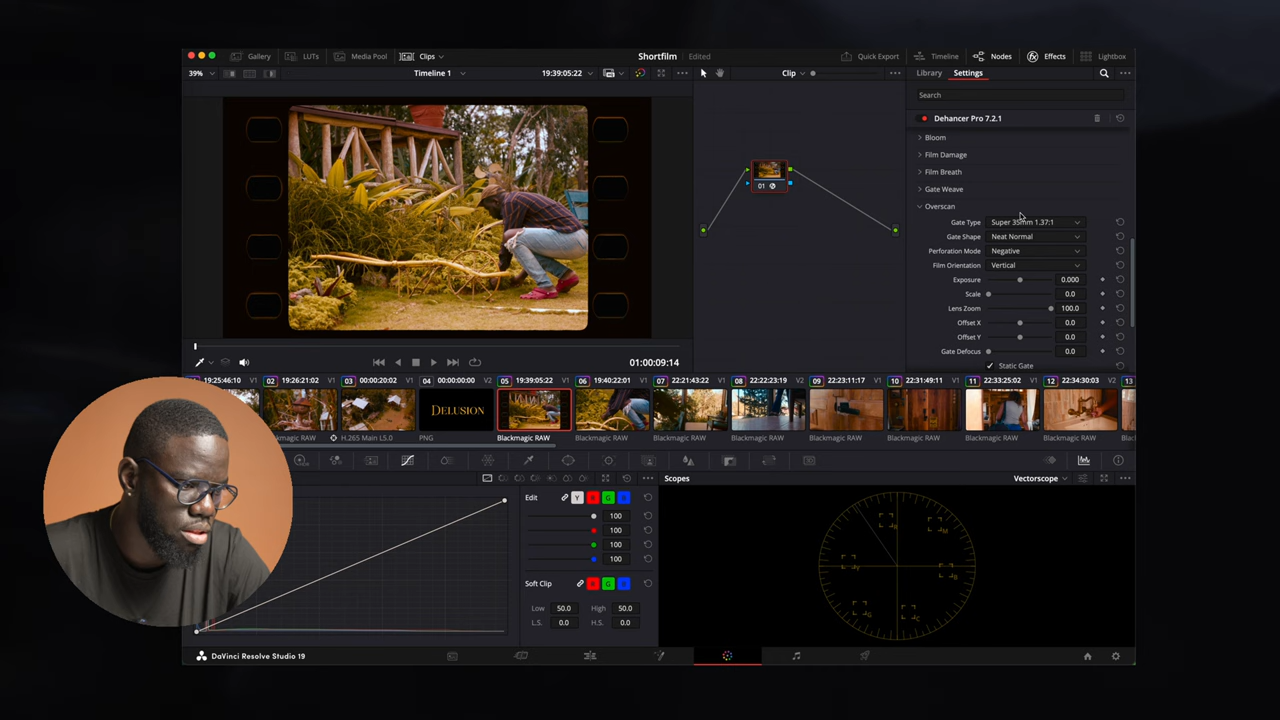 Gallery LUTs Media Pool Clips Shortfilm Edited Quick Export Timeline Nodes Effects Lightbox
39% Timeline 1 19:39:05:22 Clip Library Settings
Search
Dehancer Pro 7.2.1
Bloom
Film Damage
Film Breath
Gate Weave
Overscan
Gate Type Super 35mm 1.37:1
Gate Shape Neat Normal
Perforation Mode Negative
Film Orientation Vertical
Exposure 0.000
Scale 0.0
Lens Zoom 100.0
Offset X 0.0
Offset Y 0.0
Gate Defocus 0.0
Static Gate
01
01:00:09:14
19:25:46:10 V1 02 19:26:21:02 V1 03 00:00:20:02 V1 04 00:00:00:00 V2 05 19:39:05:22 V1 06 19:40:22:01 V1 07 22:21:43:22 V1 08 22:22:23:19 V2 09 22:23:11:17 V1 10 22:31:49:11 V1 11 22:33:25:02 V1 12 22:34:30:03 V1 13
DELUSION
H.265 Main L5.0 PNG Blackmagic RAW Blackmagic RAW Blackmagic RAW Blackmagic RAW Blackmagic RAW Blackmagic RAW Blackmagic RAW Blackmagic RAW
Scopes Vectorscope
Edit Y R G B
100
100
100
100
Soft Clip R G B
Low 50.0 High 50.0
L.S. 0.0 H.S. 0.0
R M Y B G C
DaVinci Resolve Studio 19